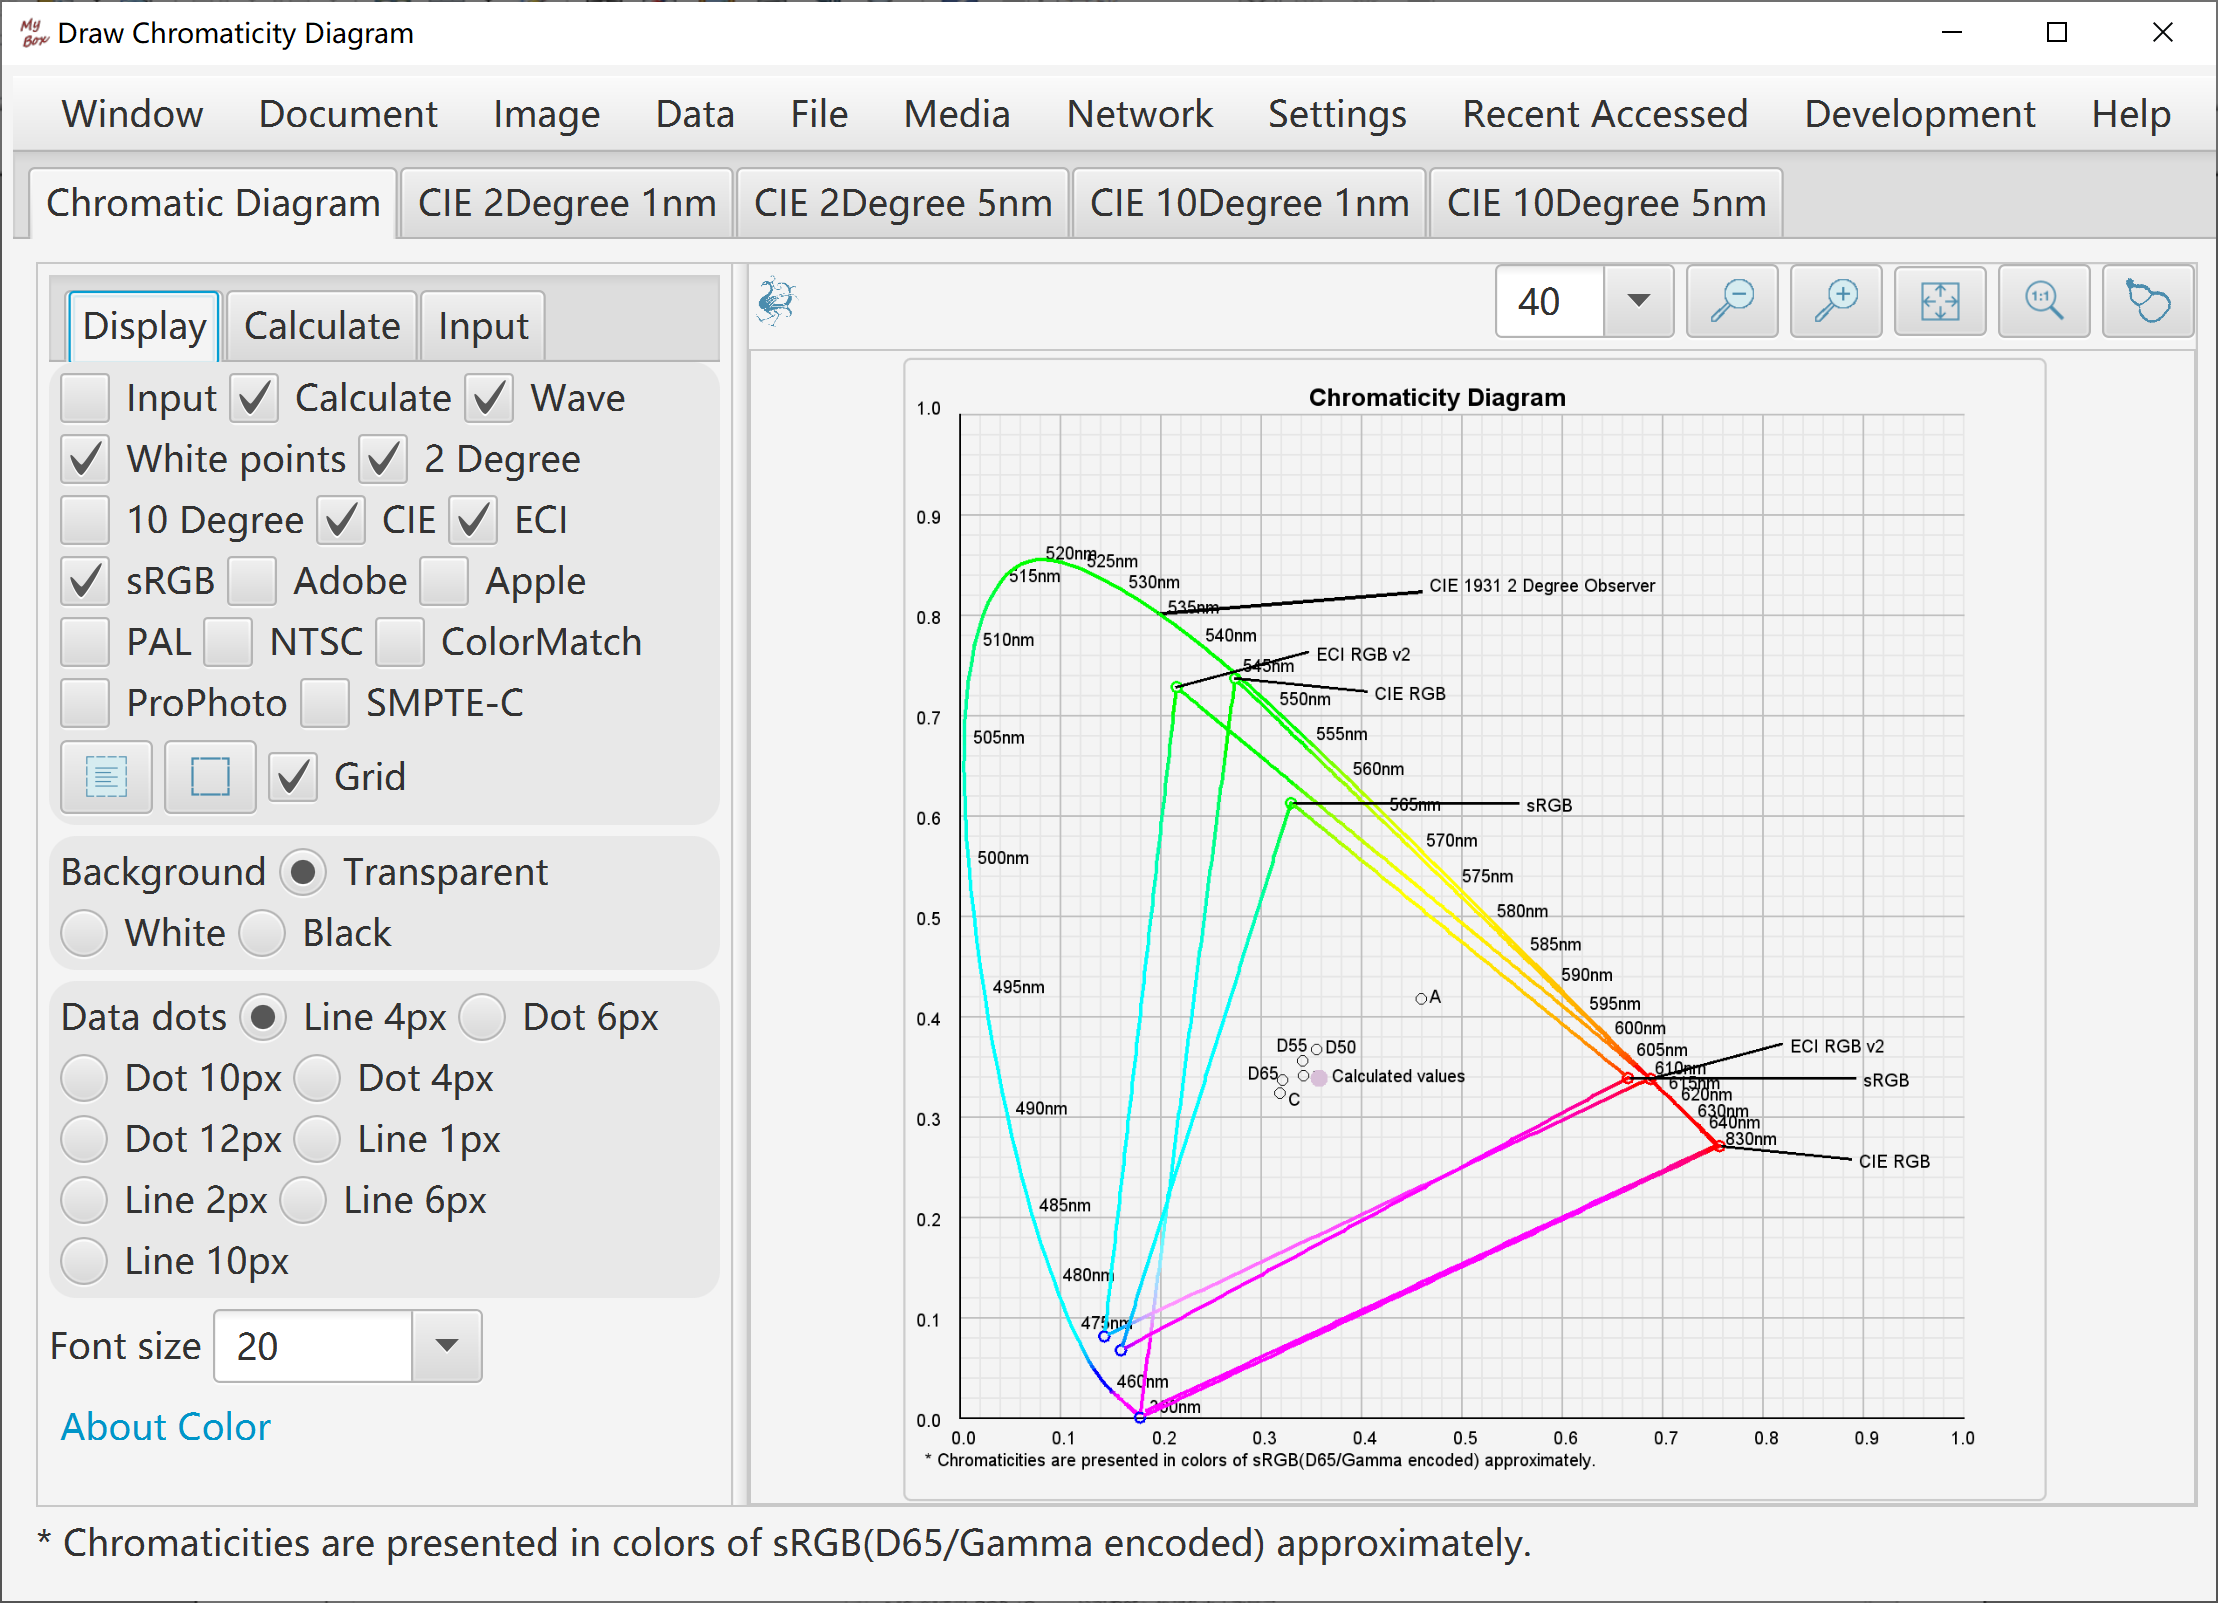 My Box Draw Chromaticity Diagram
Window Document Image Data File Media Network Settings Recent Accessed Development Help
Chromatic Diagram CIE 2Degree 1nm CIE 2Degree 5nm CIE 10Degree 1nm CIE 10Degree 5nm
Display Calculate Input
Input Calculate Wave
White points 2 Degree
10 Degree CIE ECI
sRGB Adobe Apple
PAL NTSC ColorMatch
ProPhoto SMPTE-C
Grid
Background Transparent
White Black
Data dots Line 4px Dot 6px
Dot 10px Dot 4px
Dot 12px Line 1px
Line 2px Line 6px
Line 10px
Font size 20
About Color
40
1:1
Chromaticity Diagram
1.0
0.9
0.8
0.7
0.6
0.5
0.4
0.3
0.2
0.1
0.0
520nm
525nm
515nm
530nm
CIE 1931 2 Degree Observer
535nm
510nm
540nm
ECI RGB v2
545nm
CIE RGB
550nm
505nm
555nm
560nm
565nm
sRGB
570nm
500nm
575nm
580nm
585nm
590nm
495nm
A
595nm
600nm
D55
D50
605nm
ECI RGB v2
610nm
D65
Calculated values
sRGB
615nm
C
620nm
490nm
630nm
640nm
830nm
CIE RGB
485nm
480nm
475nm
460nm
0.0 0.1 0.2 0.3 0.4 0.5 0.6 0.7 0.8 0.9 1.0
* Chromaticities are presented in colors of sRGB(D65/Gamma encoded) approximately.
* Chromaticities are presented in colors of sRGB(D65/Gamma encoded) approximately.